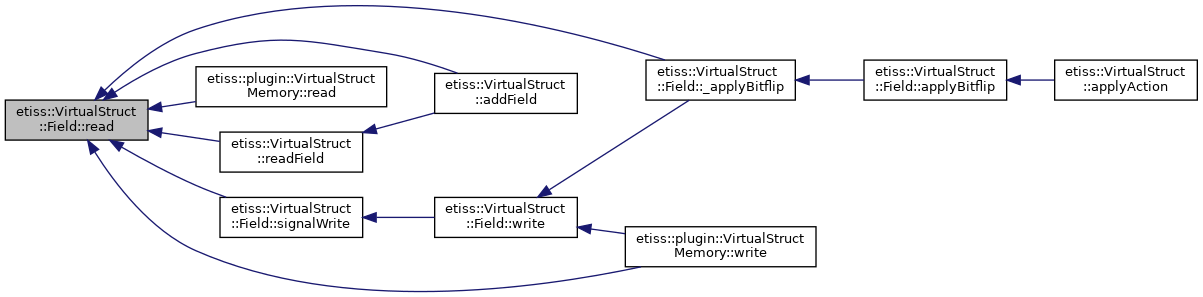 etiss::VirtualStruct
::Field::read
etiss::plugin::VirtualStruct
Memory::read
etiss::VirtualStruct
::readField
etiss::VirtualStruct
::Field::signalWrite
etiss::VirtualStruct
::addField
etiss::VirtualStruct
::Field::write
etiss::VirtualStruct
::Field::_applyBitflip
etiss::plugin::VirtualStruct
Memory::write
etiss::VirtualStruct
::Field::applyBitflip
etiss::VirtualStruct
::applyAction